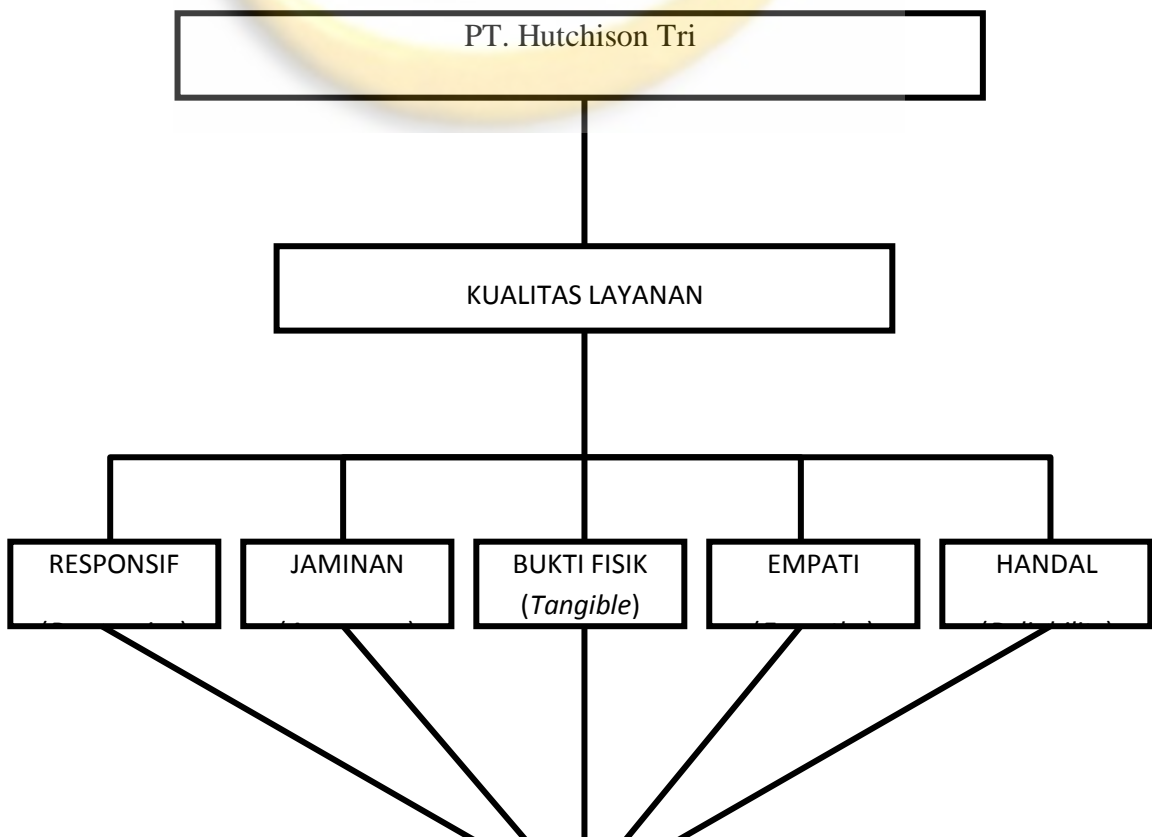 PT. Hutchison Tri
KUALITAS LAYANAN
RESPONSIF
JAMINAN
BUKTI FISIK
(Tangible)
EMPATI
HANDAL